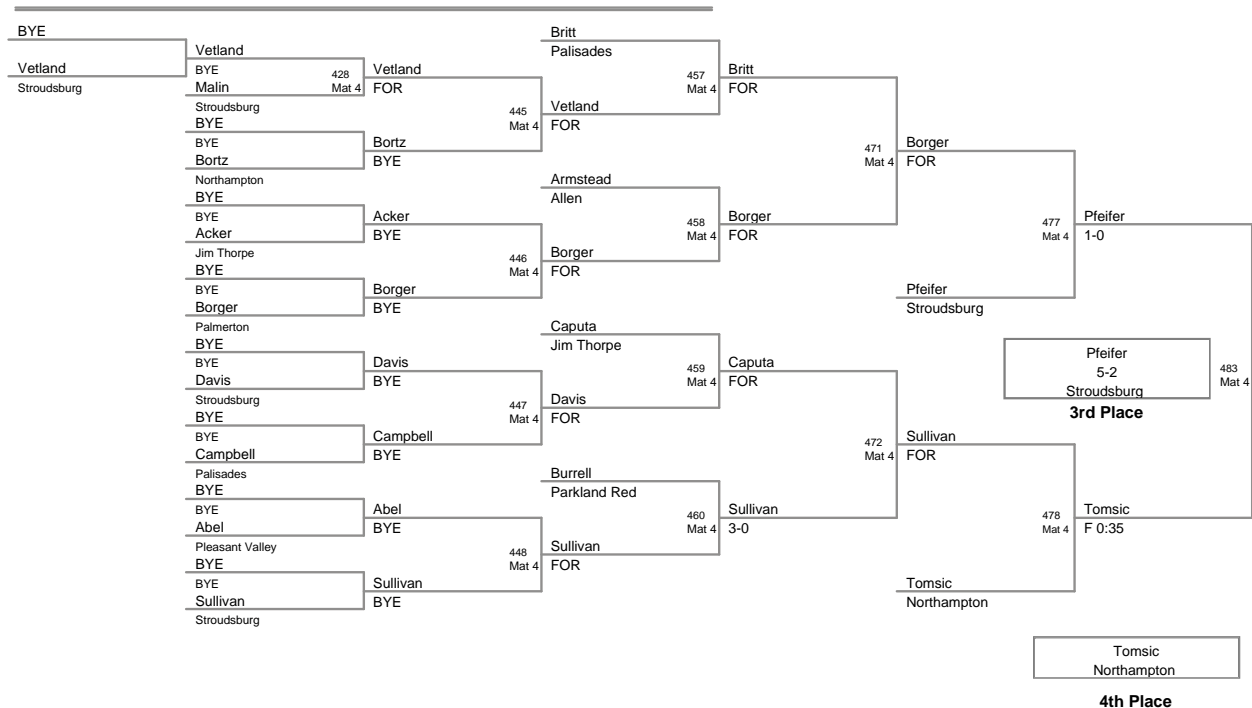 BYE
Vetland
Stroudsburg
Vetland
BYE
Malin
Stroudsburg
BYE
BYE
Bortz
Northampton
BYE
BYE
Acker
Jim Thorpe
BYE
BYE
Borger
Palmerton
BYE
BYE
Davis
Stroudsburg
BYE
BYE
Campbell
Palisades
BYE
BYE
Abel
Pleasant Valley
BYE
BYE
Sullivan
Stroudsburg
428
Mat 4
Vetland
FOR
Bortz
BYE
Acker
BYE
Borger
BYE
Davis
BYE
Campbell
BYE
Abel
BYE
Sullivan
BYE
445
Mat 4
446
Mat 4
447
Mat 4
448
Mat 4
Britt
Palisades
Vetland
FOR
Armstead
Allen
Borger
FOR
Caputa
Jim Thorpe
Davis
FOR
Burrell
Parkland Red
Sullivan
FOR
457
Mat 4
458
Mat 4
459
Mat 4
460
Mat 4
Britt
FOR
Borger
FOR
Caputa
FOR
Sullivan
3-0
471
Mat 4
472
Mat 4
Borger
FOR
Pfeifer
Stroudsburg
Sullivan
FOR
Tomsic
Northampton
477
Mat 4
478
Mat 4
Pfeifer
1-0
Tomsic
F 0:35
483
Mat 4
Pfeifer
5-2
Stroudsburg
3rd Place
Tomsic
Northampton
4th Place